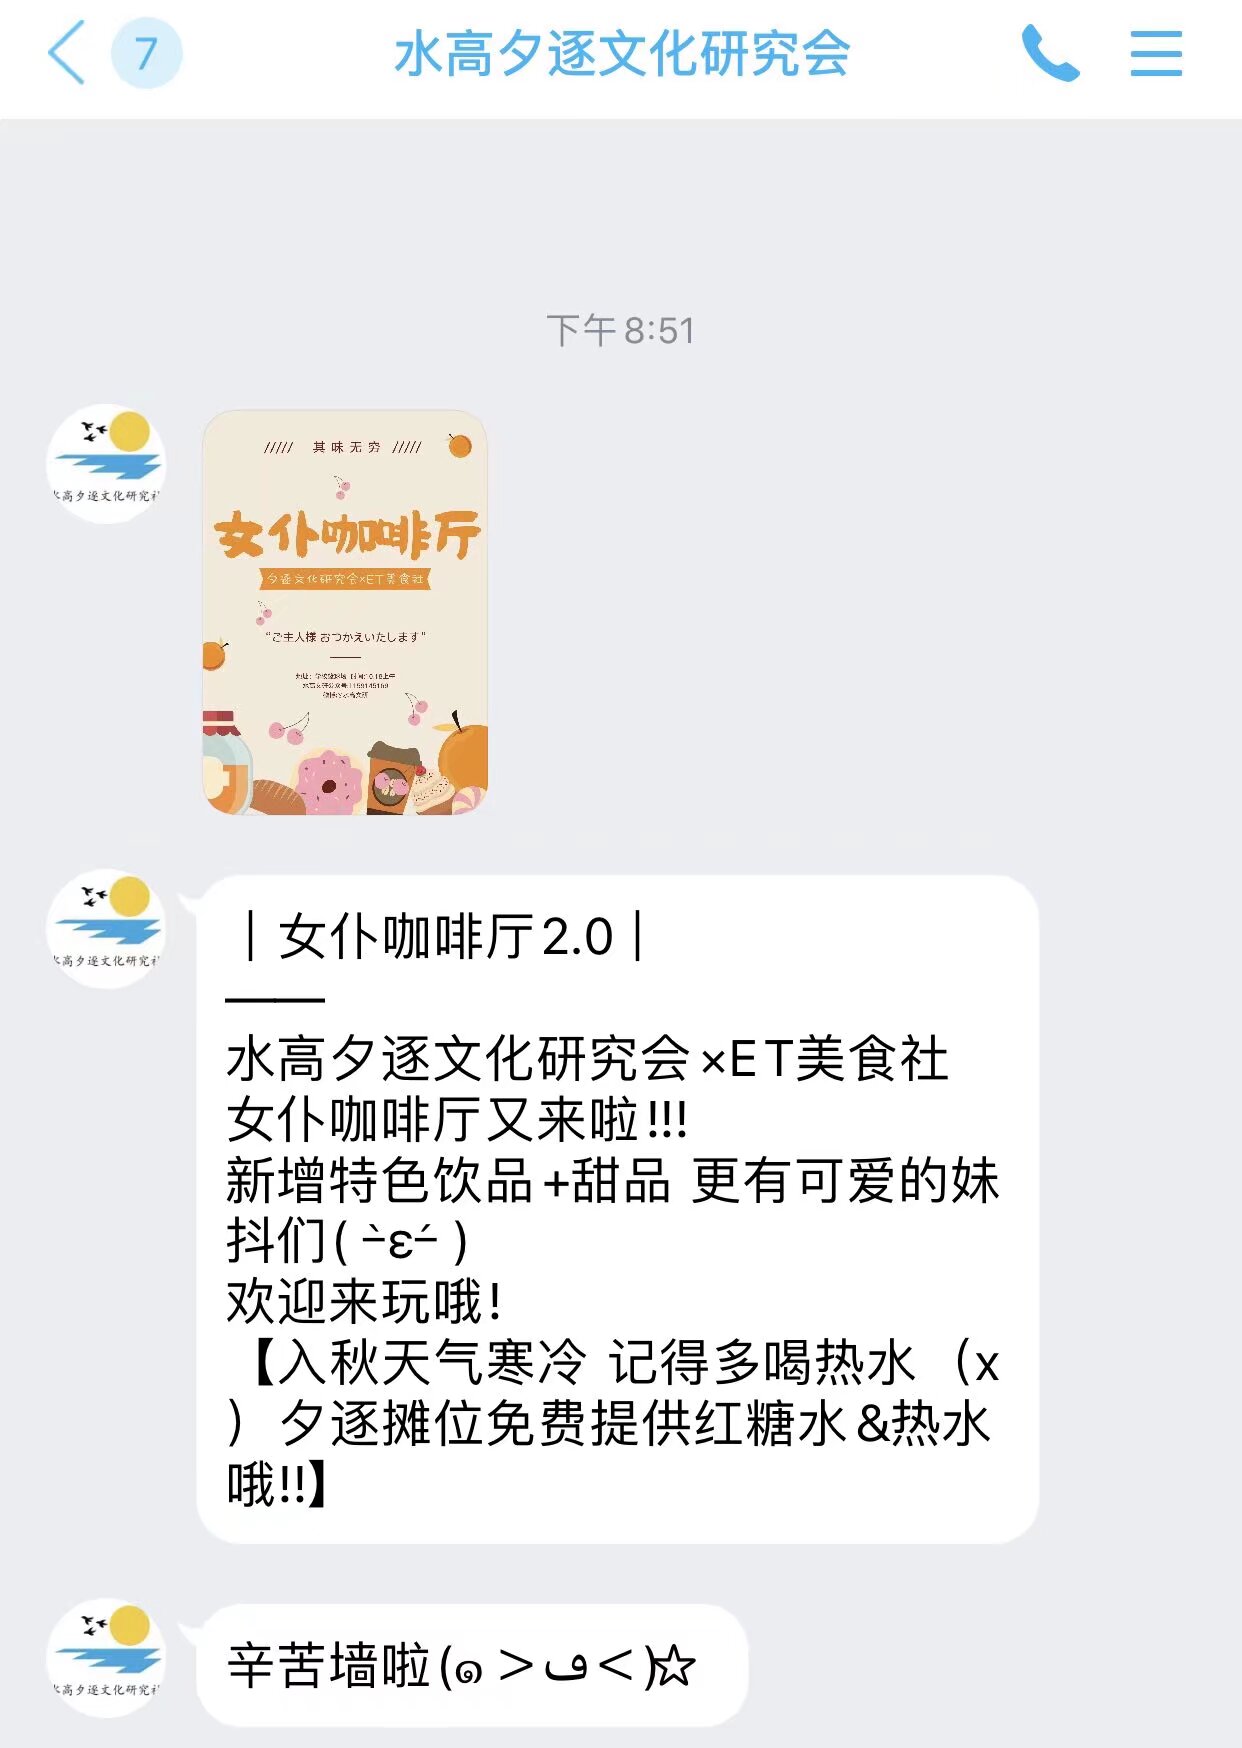 7
水高夕逐文化研究会
下午8:51
///// 其味无穷 /////
女仆咖啡厅
夕逐文化研究会×ET美食社
“ご主人様 おつかえいたします”
水高夕逐文化研究社
｜女仆咖啡厅2.0｜
——
水高夕逐文化研究会×ET美食社
女仆咖啡厅又来啦!!!
新增特色饮品+甜品 更有可爱的妹
抖们( ˵ε˵ )
欢迎来玩哦!
【入秋天气寒冷 记得多喝热水（x
）夕逐摊位免费提供红糖水&热水
哦!!】
水高夕逐文化研究社
辛苦墙啦(๑＞ڡ＜)☆
水高夕逐文化研究社